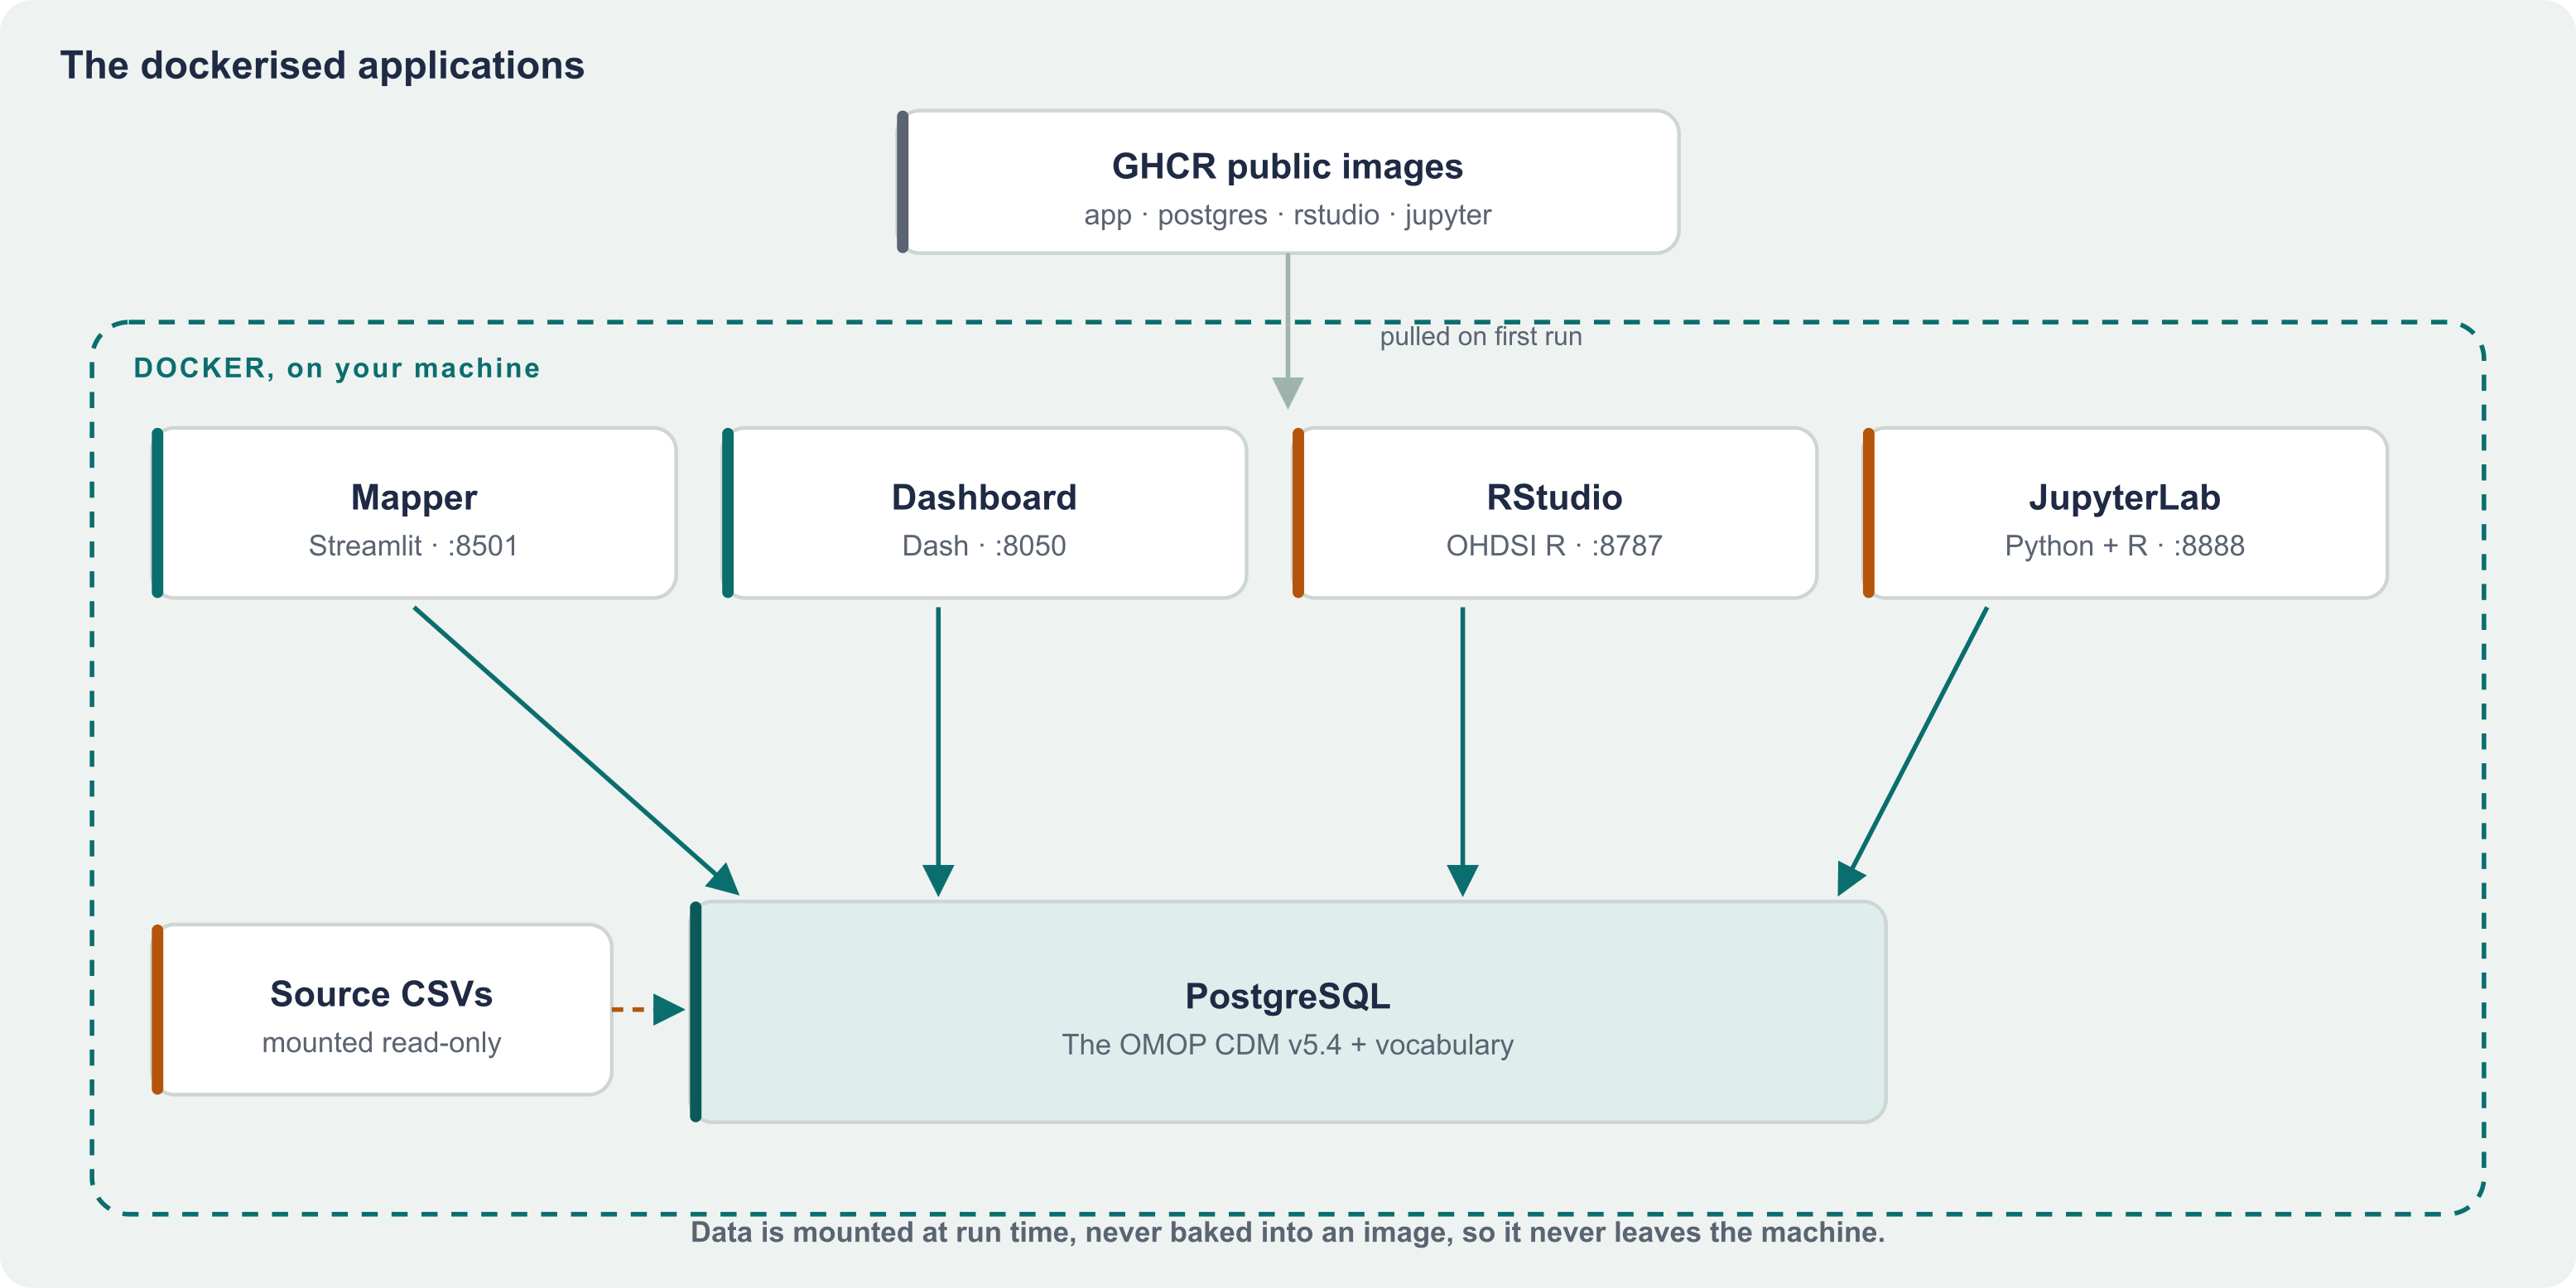 The dockerised applications
GHCR public images
app · postgres · rstudio · jupyter
pulled on first run
DOCKER, on your machine
Mapper
Streamlit · :8501
Dashboard
Dash · :8050
RStudio
OHDSI R · :8787
JupyterLab
Python + R · :8888
Source CSVs
mounted read-only
PostgreSQL
The OMOP CDM v5.4 + vocabulary
Data is mounted at run time, never baked into an image, so it never leaves the machine.